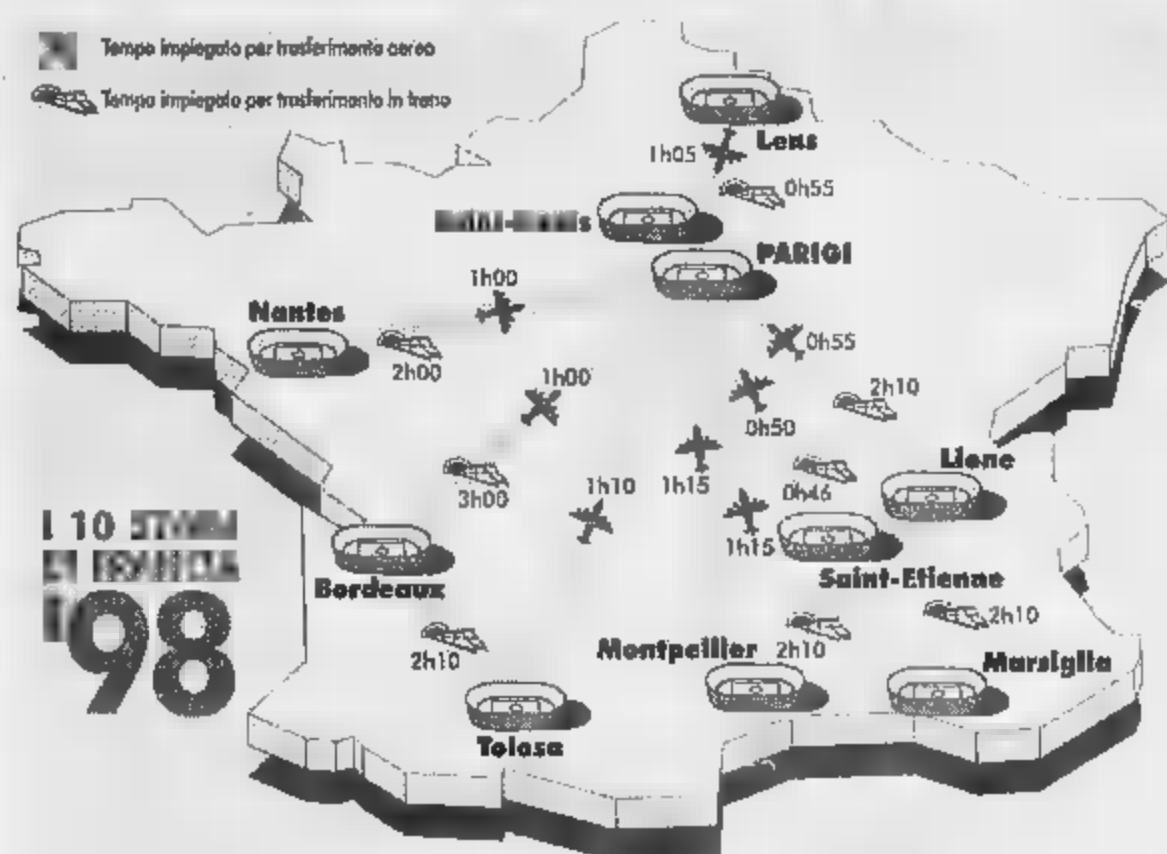 Tempo impiegato per trasferimento aereo
Tempo impiegato per trasferimento in treno
Lens
1h05
0h55
PARIGI
1h00
Nantes
2h00
0h55
1h00
2h10
0h50
3h00
1h10
1h15
0h46
Lione
1h15
I 10
98
Bordeaux
Saint-Etienne
2h10
Montpellier
2h10
2h10
Marsiglia
Tolosa